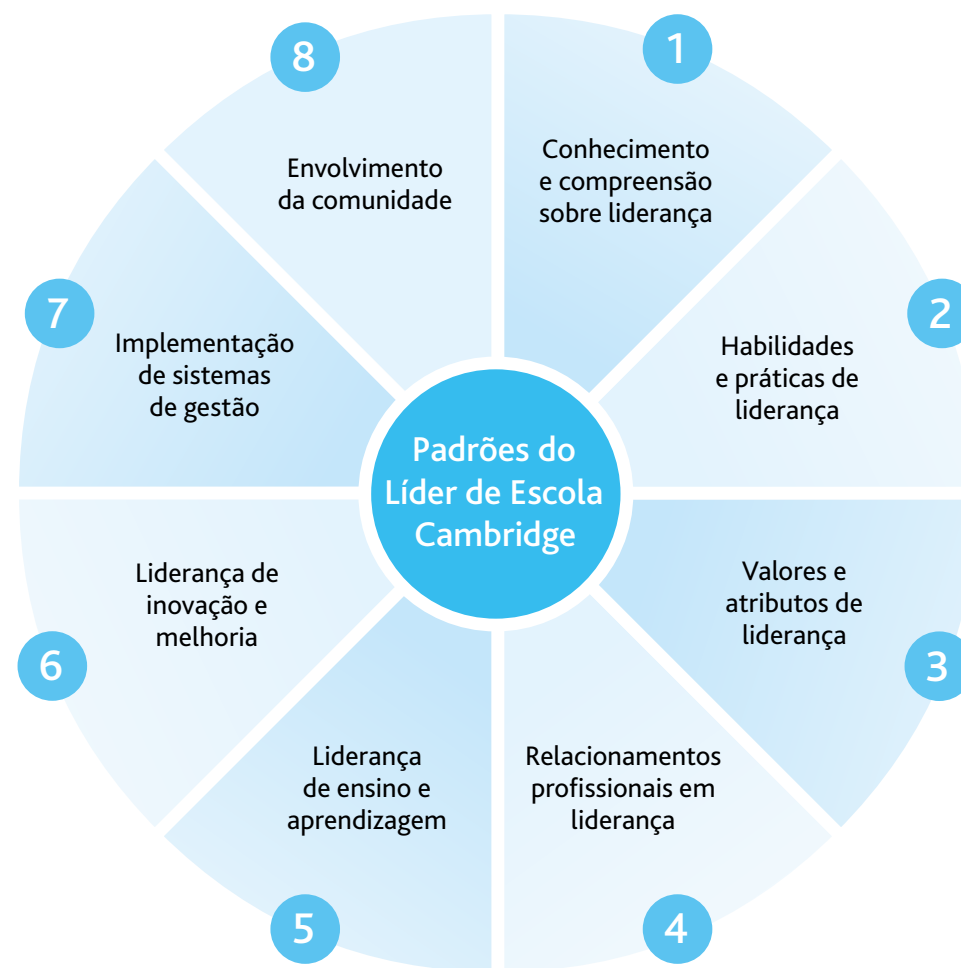 1
Conhecimento
e compreensão
sobre liderança
2
Habilidades
e práticas de
liderança
3
Valores e
atributos de
liderança
4
Relacionamentos
profissionais em
liderança
5
Liderança
de ensino e
aprendizagem
6
Liderança de
inovação e
melhoria
7
Implementação
de sistemas
de gestão
8
Envolvimento
da comunidade
Padrões do
Líder de Escola
Cambridge